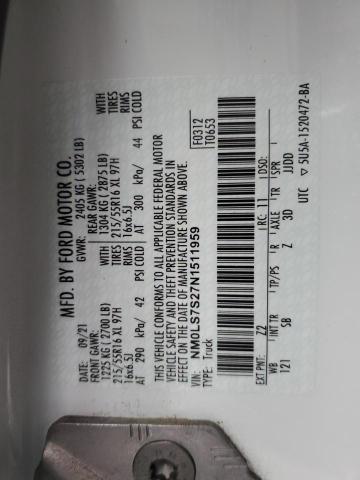 MFD. BY FORD MOTOR CO.
DATE: 09/21 GVWR: 2405 KG ( 5302 LB)
FRONT GAWR: REAR GAWR:
1225 KG ( 2700 LB) 1304 KG ( 2875 LB) WITH
215/55R16 XL 97H 215/55R16 XL 97H TIRES
16x6.5J 16x6.5J RIMS
AT 290 kPa/ 42 PSI COLD AT 300 kPa/ 44 PSI COLD
WITH
TIRES
RIMS
THIS VEHICLE CONFORMS TO ALL APPLICABLE FEDERAL MOTOR
VEHICLE SAFETY AND THEFT PREVENTION STANDARDS IN
EFFECT ON THE DATE OF MANUFACTURE SHOWN ABOVE.
VIN: NM0LS7S27N1511959
TYPE: Truck
F0312
T0653
EXT PNT: Z2 RC: 11 DSO:
WB INT TR TP/PS R AXLE TR SPR
121 SB Z 3D JJDD
UTC ▽ 5U5A-1520472-BA